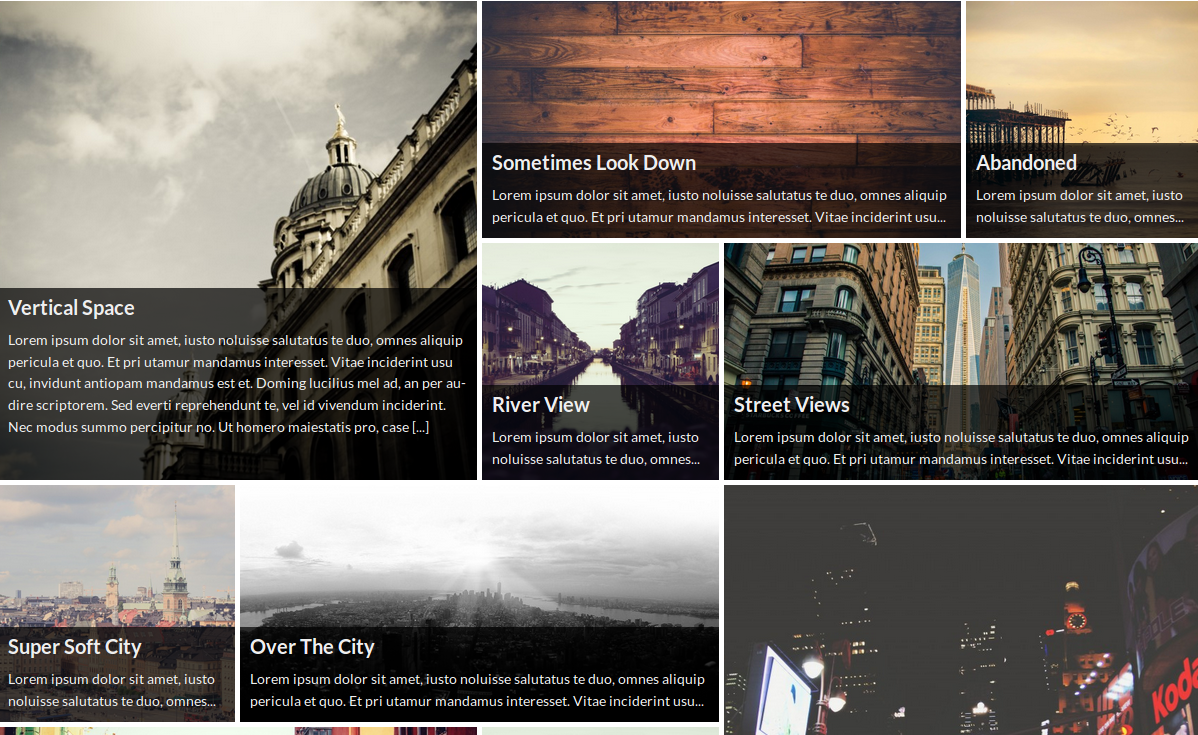 Vertical Space
Lorem ipsum dolor sit amet, iusto noluisse salutatus te duo, omnes aliquip
pericula et quo. Et pri utamur mandamus interesset. Vitae inciderint usu
cu, invidunt antiopam mandamus est et. Doming lucilius mel ad, an per au-
dire scriptorem. Sed everti reprehendunt te, vel id vivendum inciderint.
Nec modus summo percipitur no. Ut homero maiestatis pro, case [...]
Sometimes Look Down
Lorem ipsum dolor sit amet, iusto noluisse salutatus te duo, omnes aliquip
pericula et quo. Et pri utamur mandamus interesset. Vitae inciderint usu...
Abandoned
Lorem ipsum dolor sit amet, iusto
noluisse salutatus te duo, omnes...
River View
Lorem ipsum dolor sit amet, iusto
noluisse salutatus te duo, omnes...
Street Views
Lorem ipsum dolor sit amet, iusto noluisse salutatus te duo, omnes aliquip
pericula et quo. Et pri utamur mandamus interesset. Vitae inciderint usu...
Super Soft City
Lorem ipsum dolor sit amet, iusto
noluisse salutatus te duo, omnes...
Over The City
Lorem ipsum dolor sit amet, iusto noluisse salutatus te duo, omnes aliquip
pericula et quo. Et pri utamur mandamus interesset. Vitae inciderint usu...
Koda